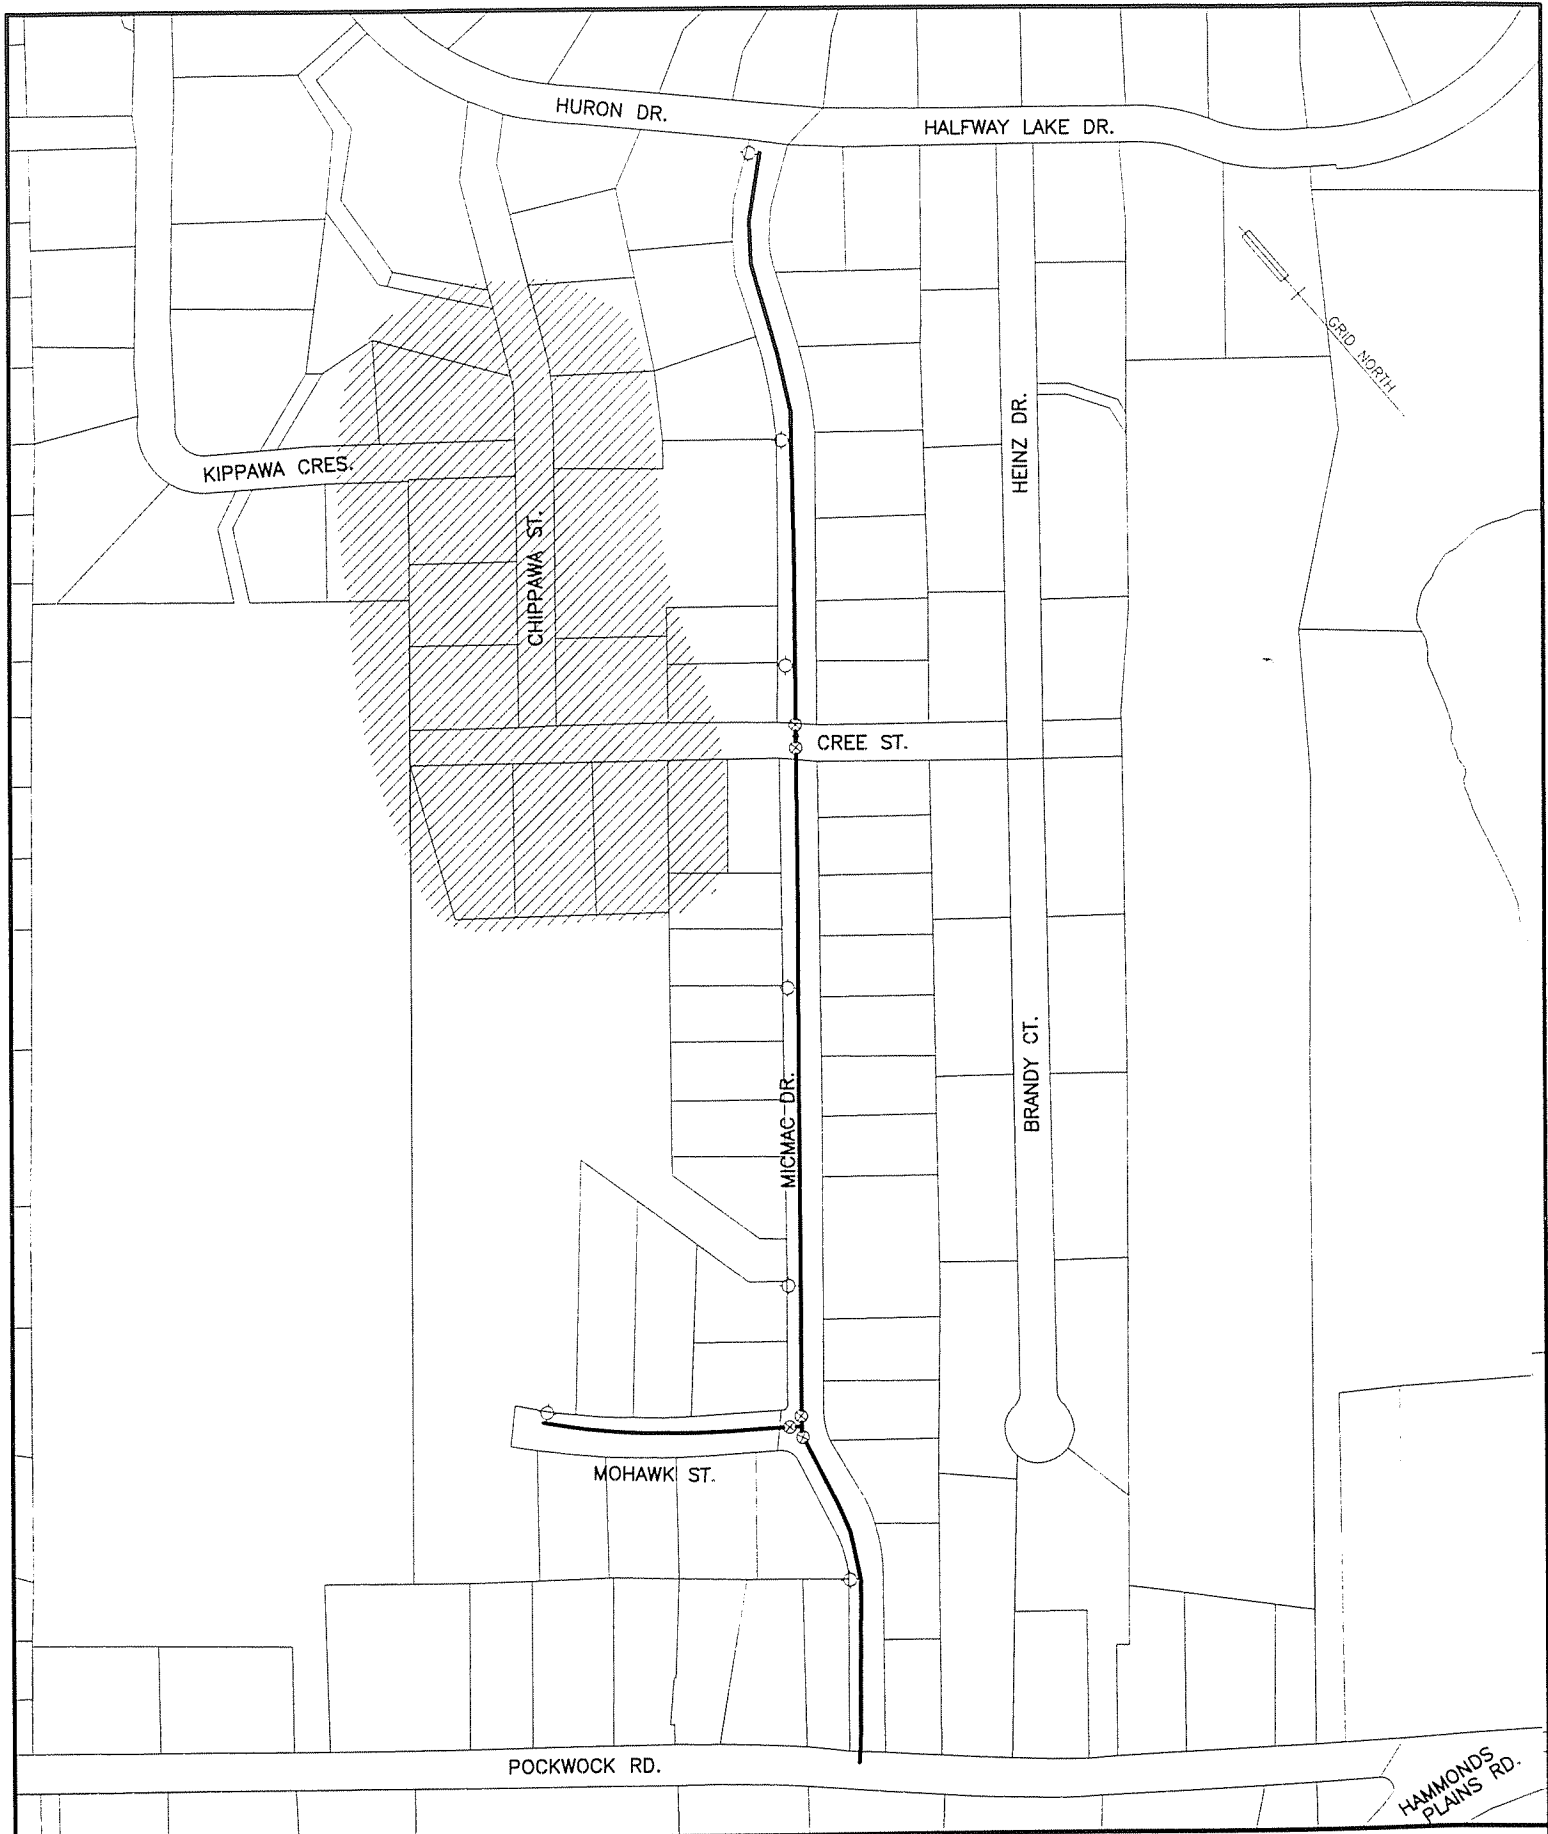 HURON DR.
HALFWAY LAKE DR.
GRID NORTH
HEINZ DR.
KIPPAWA CRES.
CHIPPAWA ST.
CREE ST.
BRANDY CT.
MICMAC DR.
MOHAWK ST.
POCKWOCK RD.
HAMMONDS
PLAINS RD.